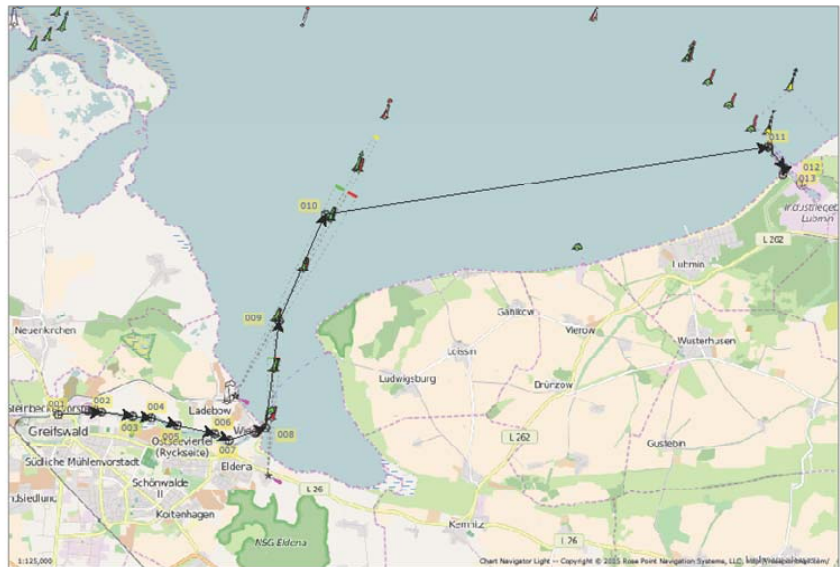 011
012
013
Industriegeb
Lubmin
010
L 262
Lubmin
009
Gahlkow
Vierow
Neuenkirchen
Loissin
Wusterhusen
Ludwigsburg
Brünzow
001
002
Ladebow
003
004
Greifswald
005
Ostseeviertel
(Ryckseite)
006
007
008
L 262
Gustebin
Südliche Mühlenvorstadt
Eldena
Schönwalde
II
L 26
Koitenhagen
Kemnitz
NSG Eldena
1:125,000
Chart Navigator Light -- Copyright © 2015 Rose Point Navigation Systems, LLC.